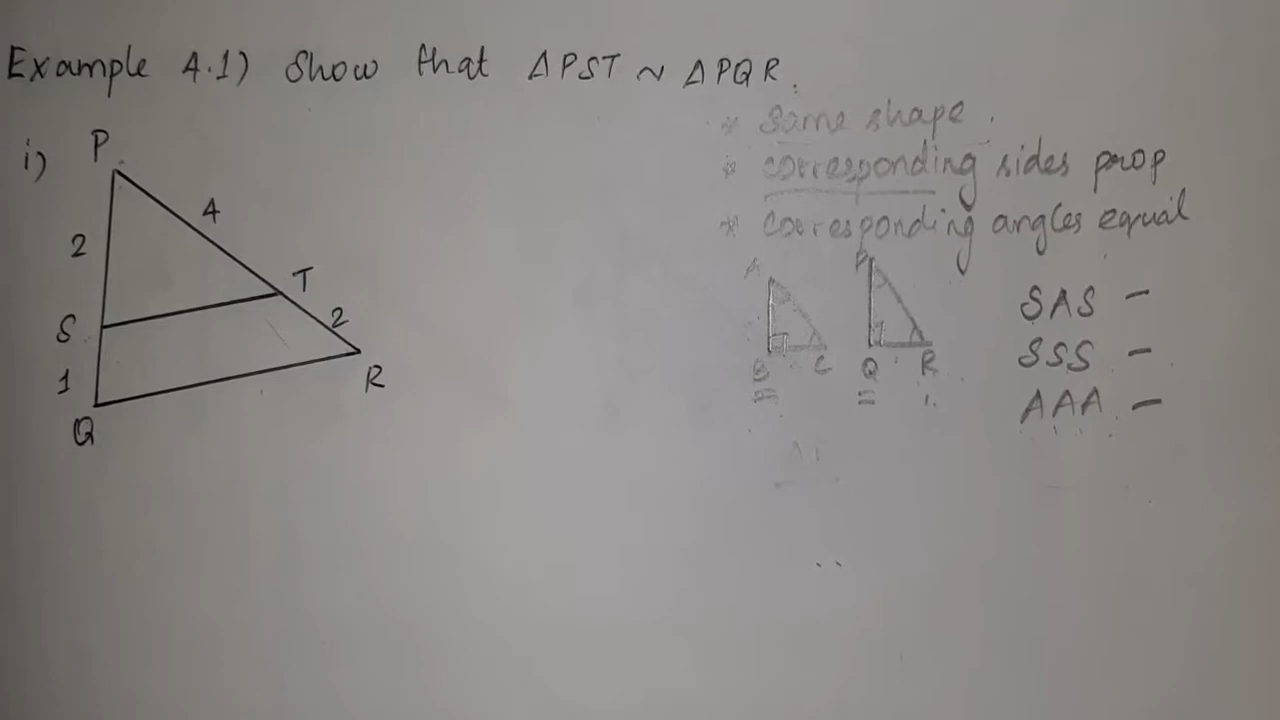 Example 4.1) Show that ΔPST ~ ΔPQR.
i)
P
4
2
T
S
2
1
R
Q
* Same shape.
* corresponding sides prop
* corresponding angles equal
A
P
B C Q R
SAS –
SSS –
AAA –